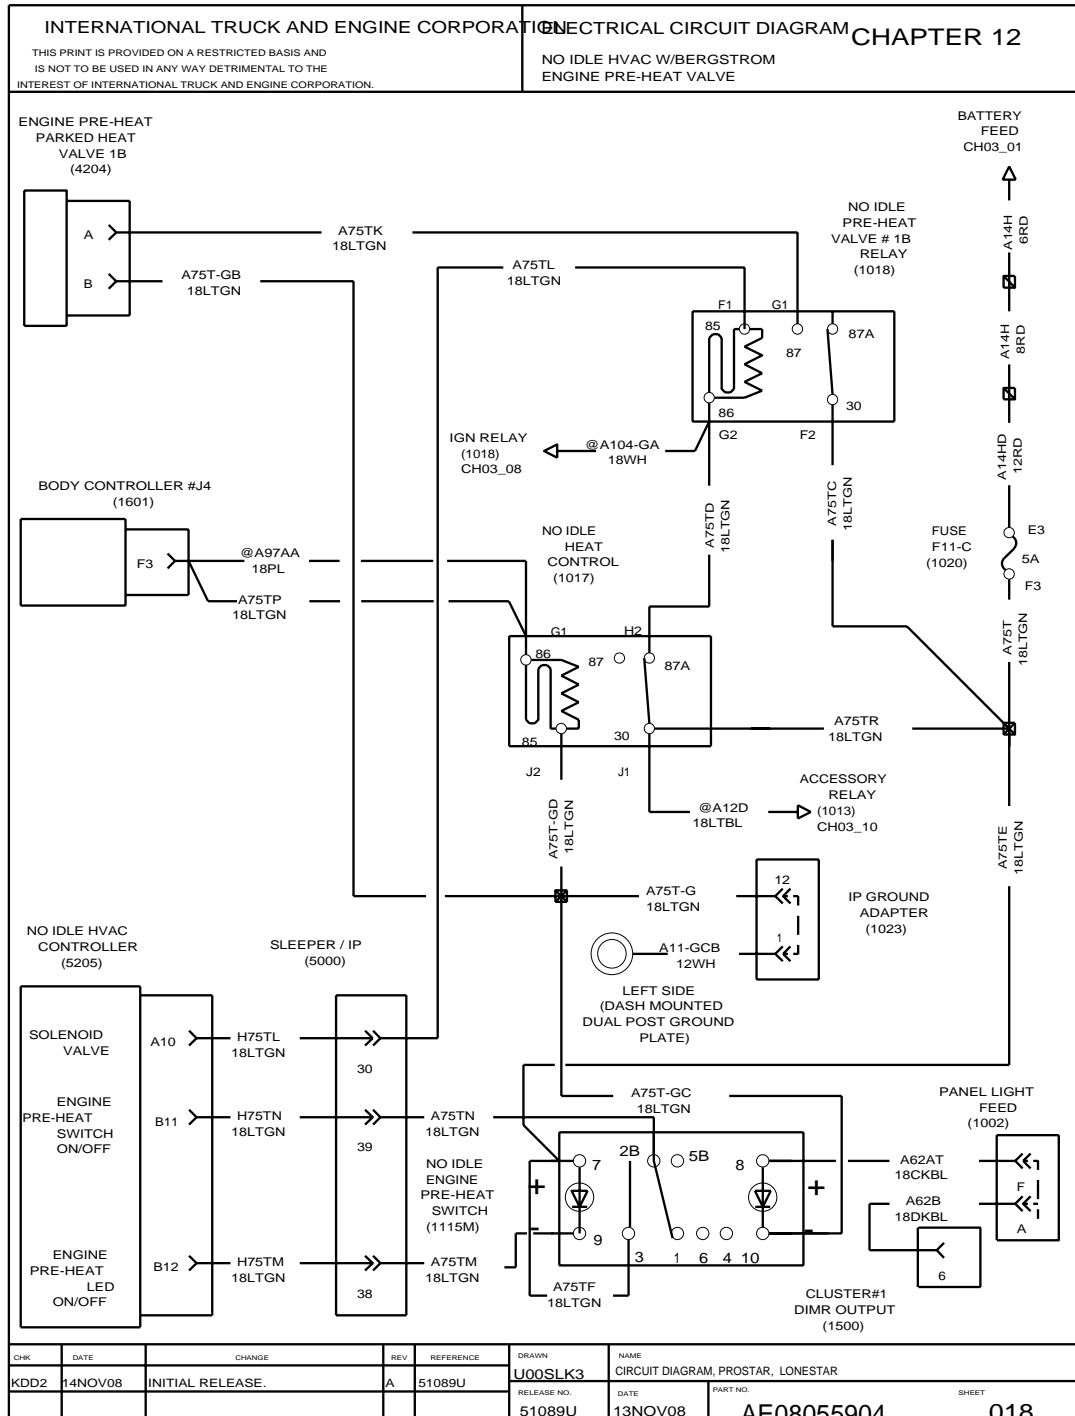 INTERNATIONAL TRUCK AND ENGINE CORPORATION
THIS PRINT IS PROVIDED ON A RESTRICTED BASIS AND
IS NOT TO BE USED IN ANY WAY DETRIMENTAL TO THE
INTEREST OF INTERNATIONAL TRUCK AND ENGINE CORPORATION.
ELECTRICAL CIRCUIT DIAGRAM
CHAPTER 12
NO IDLE HVAC W/BERGSTROM
ENGINE PRE-HEAT VALVE
ENGINE PRE-HEAT
PARKED HEAT
VALVE 1B
(4204)
A
B
A75TK
18LTGN
A75T-GB
18LTGN
A75TL
18LTGN
BATTERY
FEED
CH03_01
A14H
6RD
A14H
8RD
A14HD
12RD
NO IDLE
PRE-HEAT
VALVE # 1B
RELAY
(1018)
F1
G1
85
87
87A
86
30
G2
F2
IGN RELAY
(1018)
CH03_08
@A104-GA
18WH
A75TD
18LTGN
A75TC
18LTGN
FUSE
F11-C
(1020)
E3
5A
F3
A75T
18LTGN
BODY CONTROLLER #J4
(1601)
F3
@A97AA
18PL
A75TP
18LTGN
NO IDLE
HEAT
CONTROL
(1017)
G1
H2
86
87
87A
85
30
J2
J1
A75TR
18LTGN
A75T-GD
18LTGN
@A12D
18LTBL
ACCESSORY
RELAY
(1013)
CH03_10
A75TE
18LTGN
A75T-G
18LTGN
12
1
IP GROUND
ADAPTER
(1023)
A11-GCB
12WH
LEFT SIDE
(DASH MOUNTED
DUAL POST GROUND
PLATE)
NO IDLE HVAC
CONTROLLER
(5205)
SLEEPER / IP
(5000)
SOLENOID
VALVE
A10
H75TL
18LTGN
30
ENGINE
PRE-HEAT
SWITCH
ON/OFF
B11
H75TN
18LTGN
39
A75TN
18LTGN
ENGINE
PRE-HEAT
LED
ON/OFF
B12
H75TM
18LTGN
38
A75TM
18LTGN
NO IDLE
ENGINE
PRE-HEAT
SWITCH
(1115M)
A75T-GC
18LTGN
7
2B
5B
8
+
+
-
-
9
3
1
6
4
10
A75TF
18LTGN
PANEL LIGHT
FEED
(1002)
A62AT
18CKBL
A62B
18DKBL
F
A
6
CLUSTER#1
DIMR OUTPUT
(1500)
CHK
DATE
CHANGE
REV
REFERENCE
KDD2
14NOV08
INITIAL RELEASE.
A
51089U
DRAWN
U00SLK3
NAME
CIRCUIT DIAGRAM, PROSTAR, LONESTAR
RELEASE NO.
51089U
DATE
13NOV08
PART NO.
AE08055904
SHEET
018